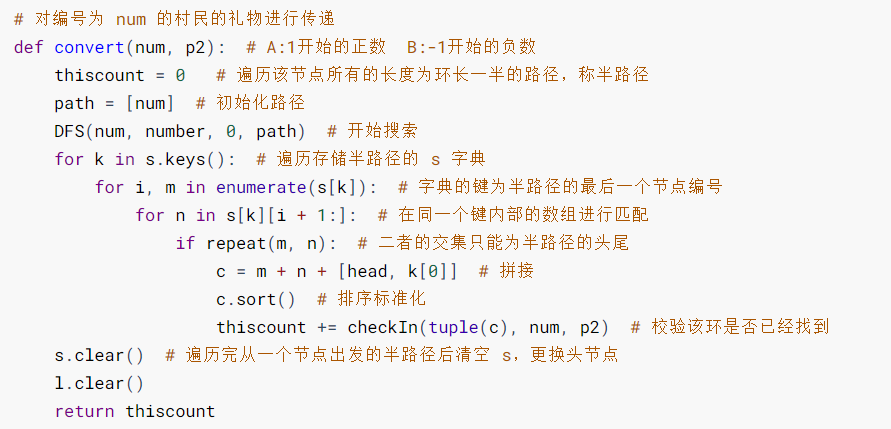 # 对编号为 num 的村民的礼物进行传递
def convert(num, p2):  # A:1开始的正数  B:-1开始的负数
    thiscount = 0   # 遍历该节点所有的长度为环长一半的路径，称半路径
    path = [num]  # 初始化路径
    DFS(num, number, 0, path)  # 开始搜索
    for k in s.keys():  # 遍历存储半路径的 s 字典
        for i, m in enumerate(s[k]):  # 字典的键为半路径的最后一个节点编号
            for n in s[k][i + 1:]:  # 在同一个键内部的数组进行匹配
                if repeat(m, n):  # 二者的交集只能为半路径的头尾
                    c = m + n + [head, k[0]]  # 拼接
                    c.sort()  # 排序标准化
                    thiscount += checkIn(tuple(c), num, p2)  # 校验该环是否已经找到
    s.clear()  # 遍历完从一个节点出发的半路径后清空 s，更换头节点
    l.clear()
    return thiscount